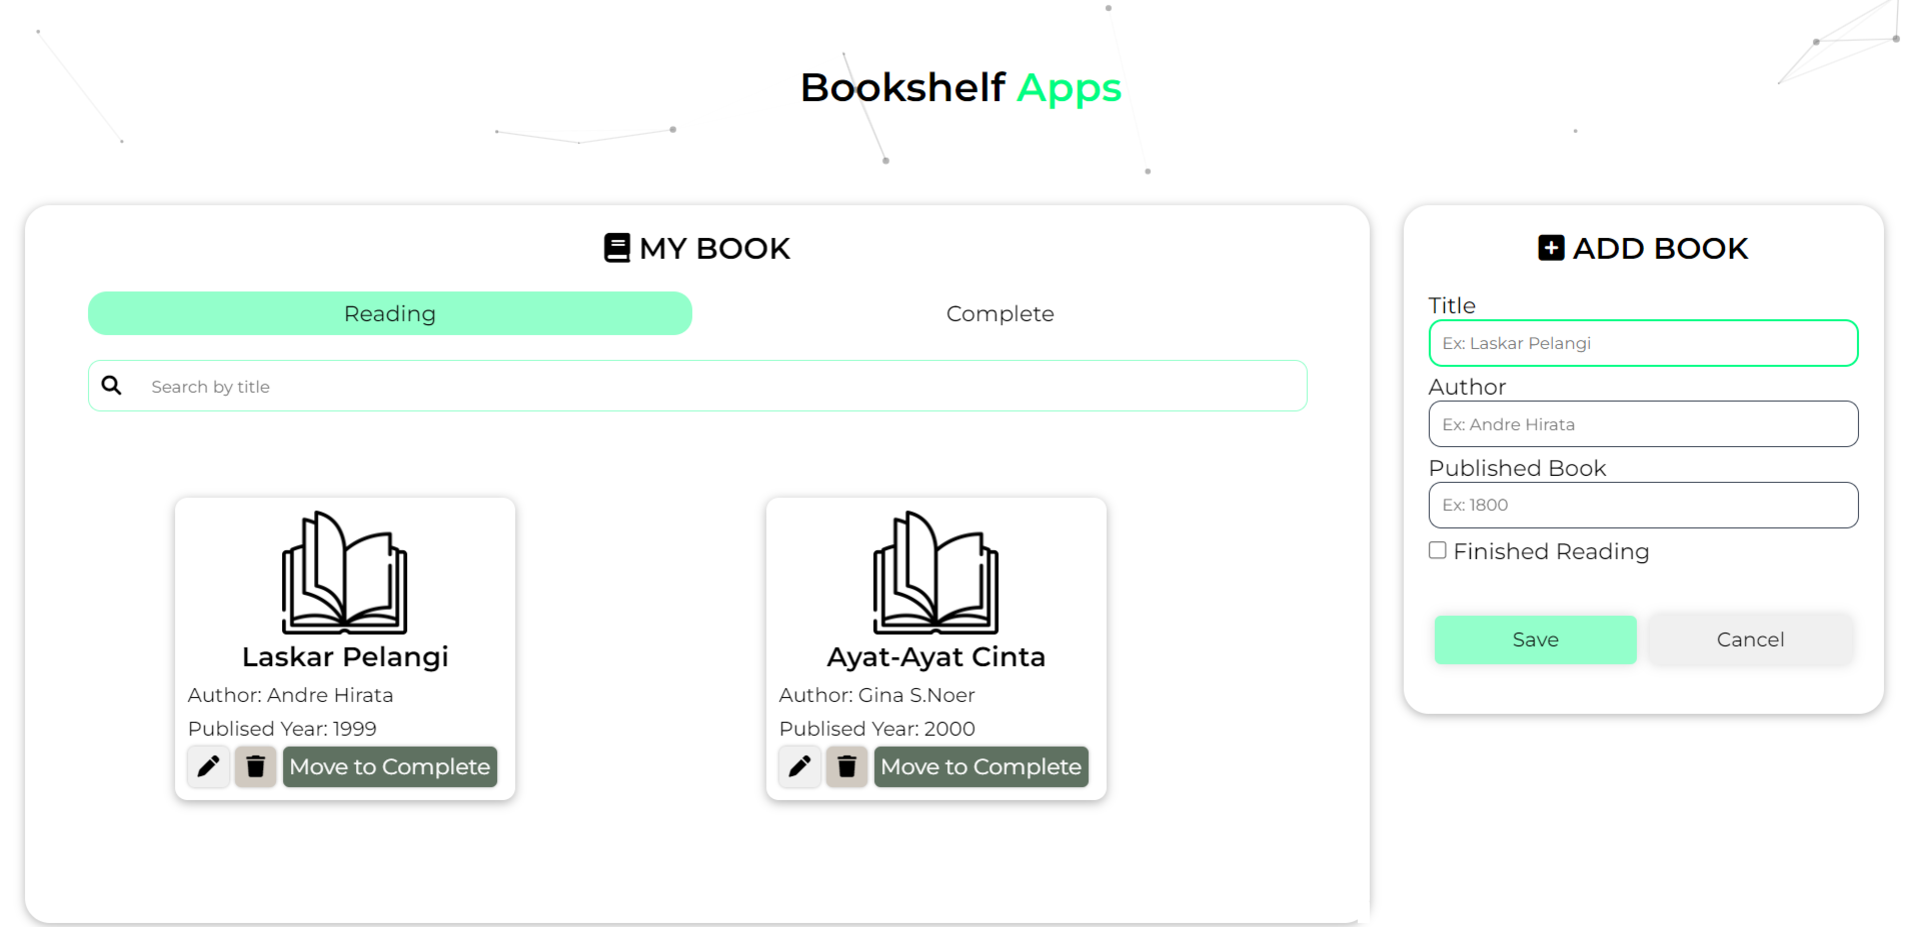 Bookshelf Apps
MY BOOK
Reading
Complete
Search by title
Laskar Pelangi
Author: Andre Hirata
Publised Year: 1999
Move to Complete
Ayat-Ayat Cinta
Author: Gina S.Noer
Publised Year: 2000
Move to Complete
ADD BOOK
Title
Ex: Laskar Pelangi
Author
Ex: Andre Hirata
Published Book
Ex: 1800
Finished Reading
Save
Cancel